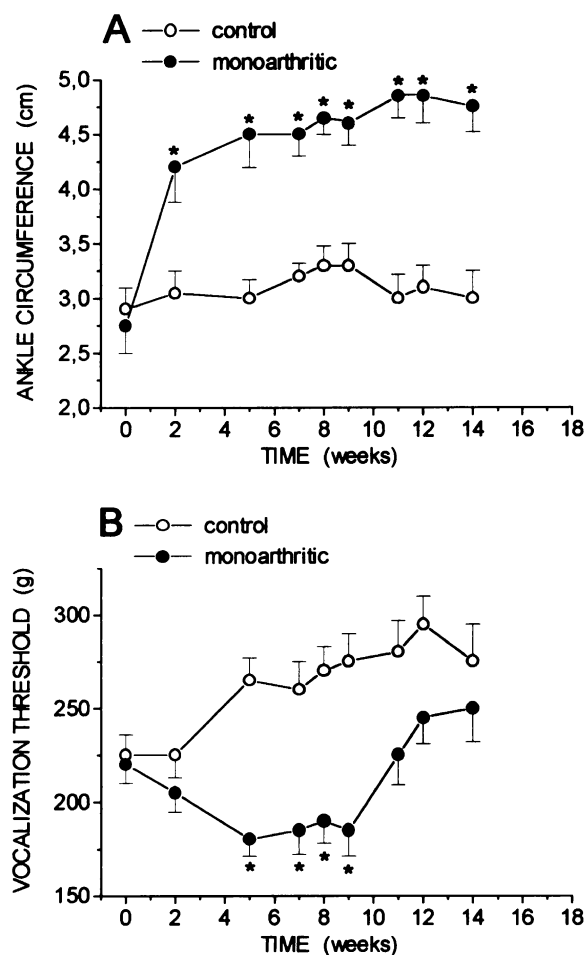 A
control
monoarthritic
ANKLE CIRCUMFERENCE (cm)
5,0
4,5
4,0
3,5
3,0
2,5
2,0
* * * * * * * *
0 2 4 6 8 10 12 14 16 18
TIME (weeks)
B
control
monoarthritic
VOCALIZATION THRESHOLD (g)
300
250
200
150
* * * *
0 2 4 6 8 10 12 14 16 18
TIME (weeks)